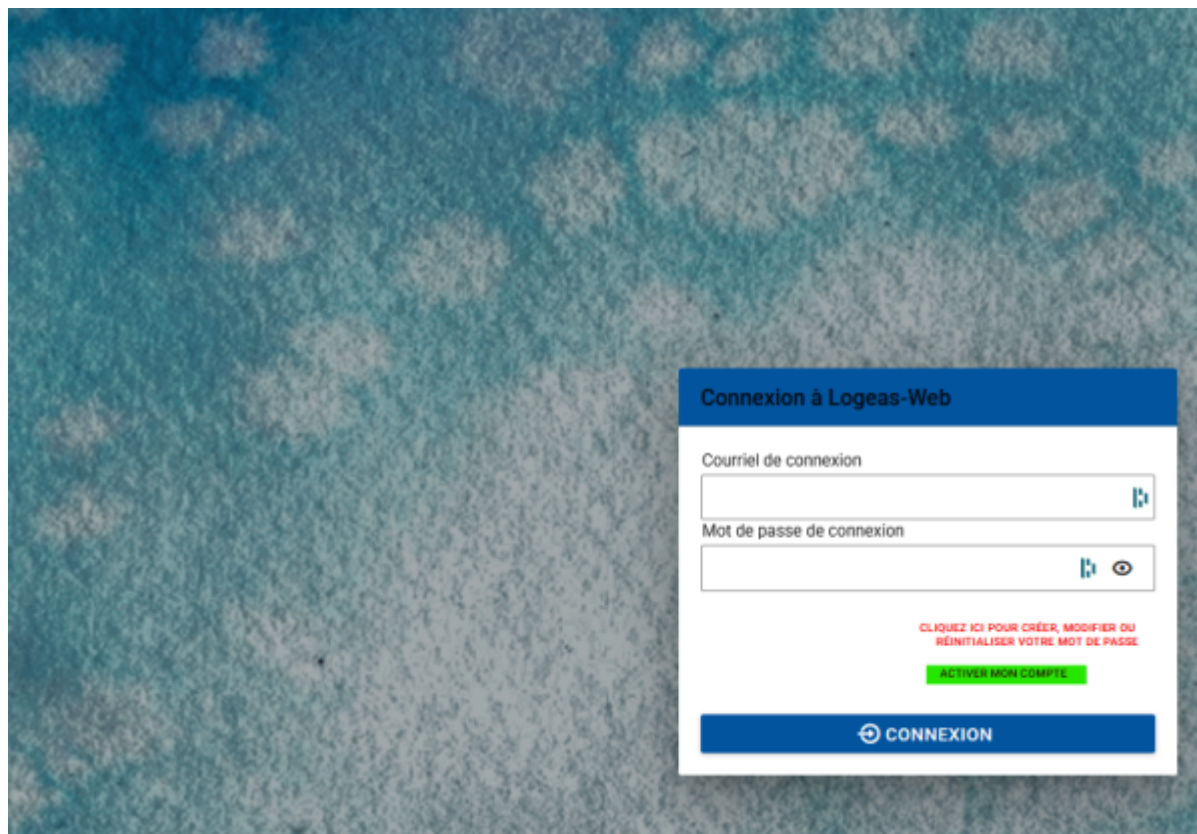 Connexion à Logeas-Web
Courriel de connexion
Mot de passe de connexion
CLIQUEZ ICI POUR CRÉER, MODIFIER OU
RÉINITIALISER VOTRE MOT DE PASSE
ACTIVER MON COMPTE
CONNEXION